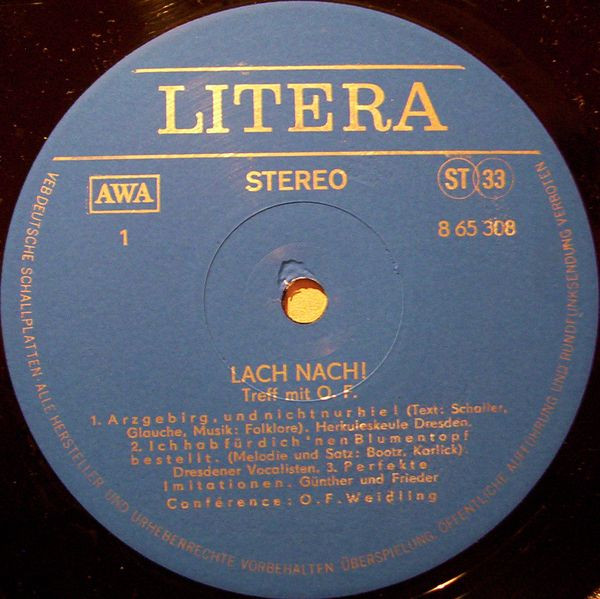 LITERA
AWA
STEREO
ST 33
1
8 65 308
LACH NACH!
Treff mit O. F.
1. Arzgebirg, und nicht nur hie! (Text: Schaller,
Glauche, Musik: Folklore). Herkuleskeule Dresden.
2. Ich hab für dich 'nen Blumentopf
bestellt. (Melodie und Satz: Bootz, Karlick).
Dresdener Vocalisten. 3. Perfekte
Imitationen. Günther und Frieder
Conférence: O. F. Weidling
VEB DEUTSCHE SCHALLPLATTEN ALLE HERSTELLER UND URHEBERRECHTE VORBEHALTEN ÜBERSPIELUNG, ÖFFENTLICHE AUFFÜHRUNG UND RUNDFUNKSENDUNG VERBOTEN